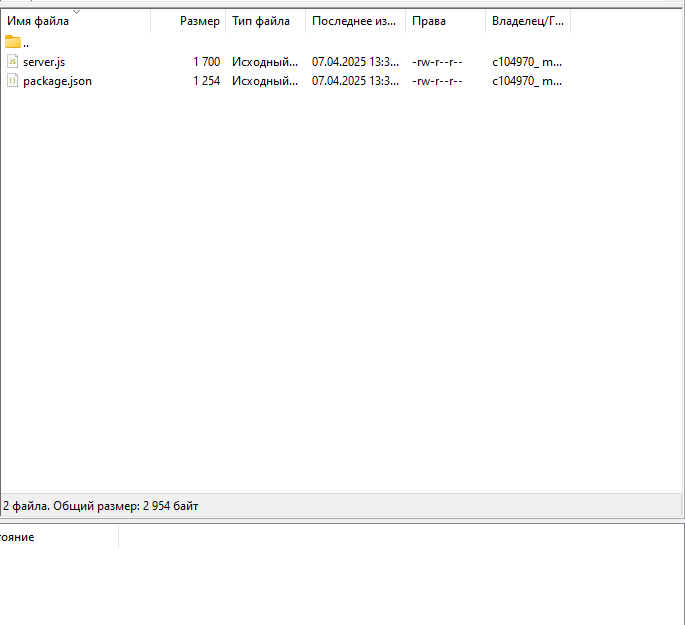 Имя файла Размер Тип файла Последнее из... Права Владелец/Г...
..
server.js 1 700 Исходный... 07.04.2025 13:3... -rw-r--r-- c104970_ m...
package.json 1 254 Исходный... 07.04.2025 13:3... -rw-r--r-- c104970_ m...
2 файла. Общий размер: 2 954 байт
тояние